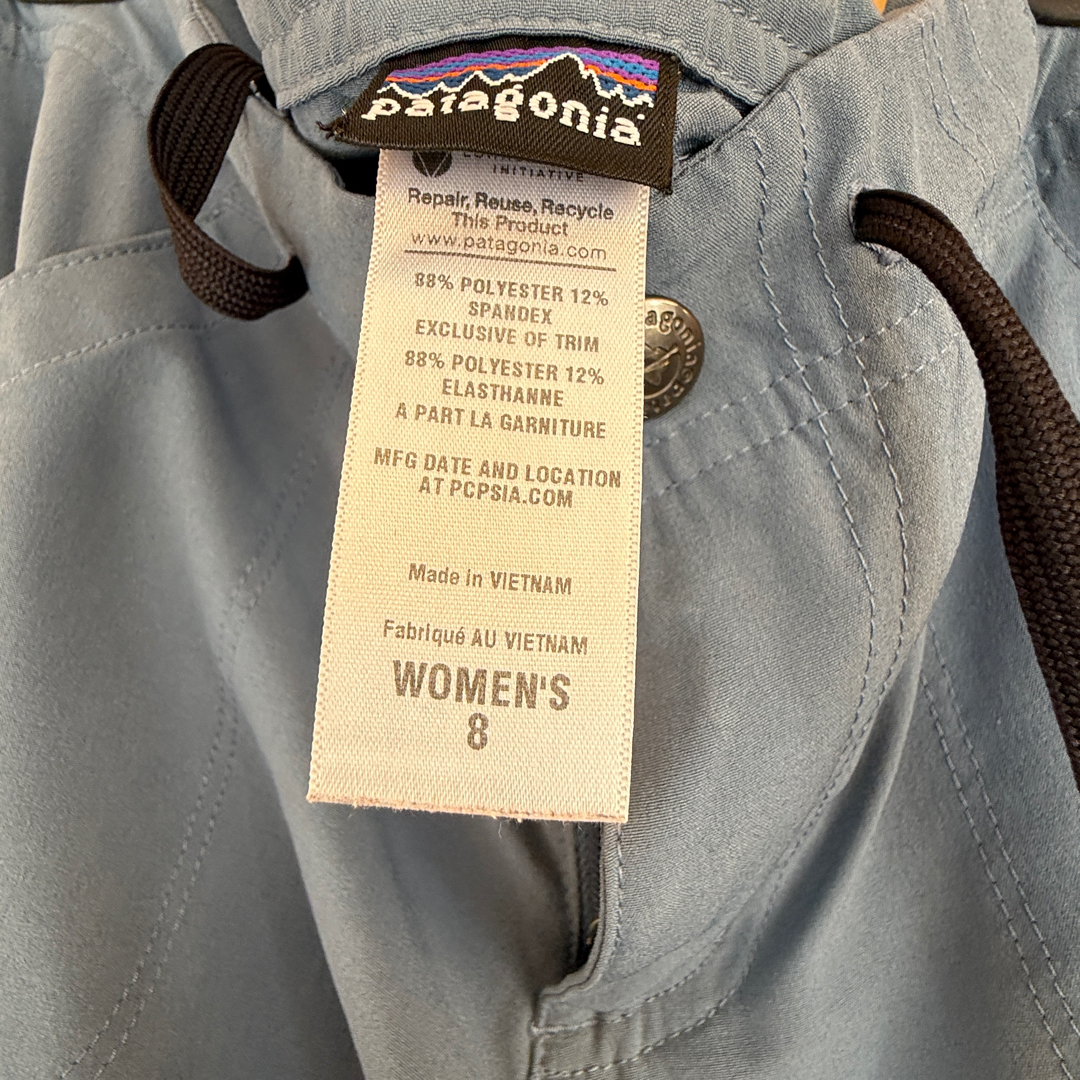 patagonia
INITIATIVE
Repair, Reuse, Recycle
This Product
www.patagonia.com
88% POLYESTER 12%
SPANDEX
EXCLUSIVE OF TRIM
88% POLYESTER 12%
ELASTHANNE
A PART LA GARNITURE
MFG DATE AND LOCATION
AT PCPSIA.COM
Made in VIETNAM
Fabriqué AU VIETNAM
WOMEN'S
8